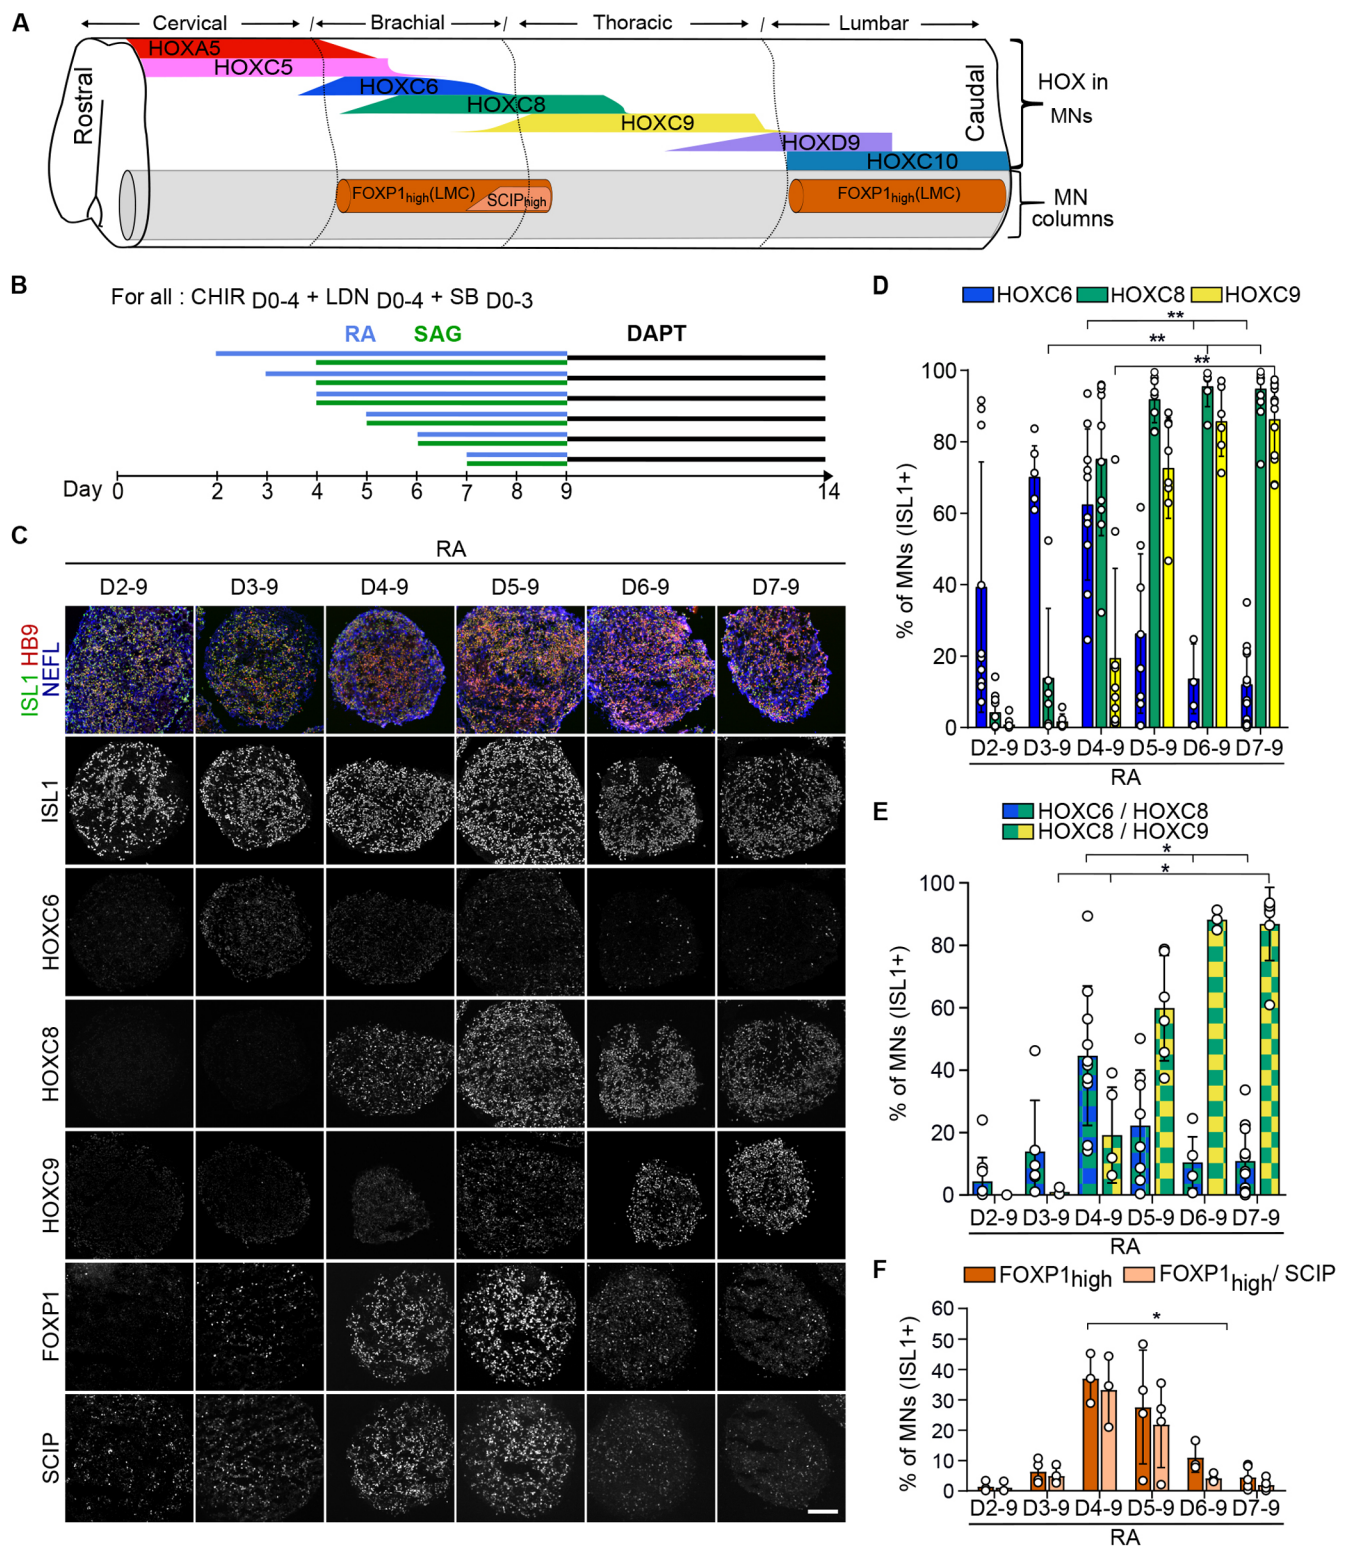 A
Cervical / Brachial / Thoracic / Lumbar
HOXA5
HOXC5
HOXC6
HOXC8
HOXC9
HOXD9
HOXC10
Rostral
Caudal
HOX in
MNs
FOXP1high(LMC)
SCIPhigh
FOXP1high(LMC)
MN
columns
B
For all : CHIR D0-4 + LDN D0-4 + SB D0-3
RA SAG DAPT
Day 0 2 3 4 5 6 7 8 9 14
C
RA
D2-9 D3-9 D4-9 D5-9 D6-9 D7-9
ISL1 HB9
NEFL
ISL1
HOXC6
HOXC8
HOXC9
FOXP1
SCIP
D
HOXC6 HOXC8 HOXC9
**
**
**
% of MNs (ISL1+)
100
80
60
40
20
0
D2-9 D3-9 D4-9 D5-9 D6-9 D7-9
RA
E
HOXC6 / HOXC8
HOXC8 / HOXC9
*
*
% of MNs (ISL1+)
100
80
60
40
20
0
D2-9 D3-9 D4-9 D5-9 D6-9 D7-9
RA
F
FOXP1high FOXP1high/ SCIP
*
% of MNs (ISL1+)
60
50
40
30
20
10
0
D2-9 D3-9 D4-9 D5-9 D6-9 D7-9
RA